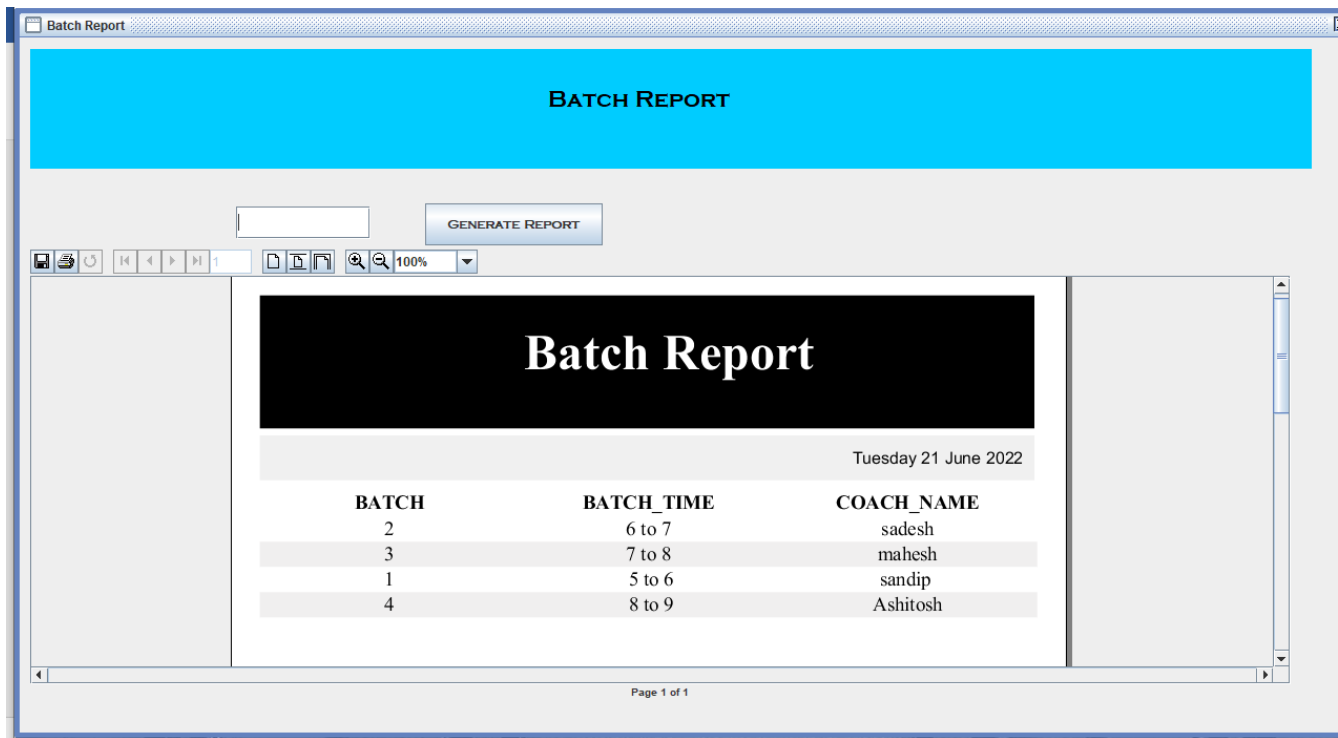 Batch Report
BATCH REPORT
GENERATE REPORT
1
100%
Batch Report
Tuesday 21 June 2022
BATCH BATCH_TIME COACH_NAME
2 6 to 7 sadesh
3 7 to 8 mahesh
1 5 to 6 sandip
4 8 to 9 Ashitosh
Page 1 of 1